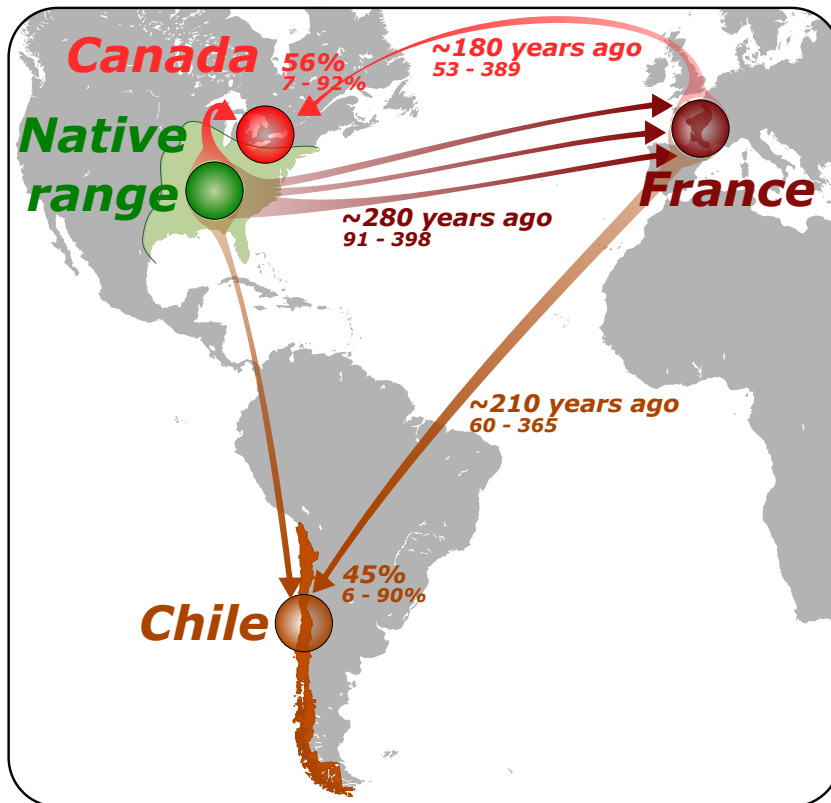 Canada
56%
7 - 92%
~180 years ago
53 - 389
Native
range
France
~280 years ago
91 - 398
~210 years ago
60 - 365
45%
6 - 90%
Chile